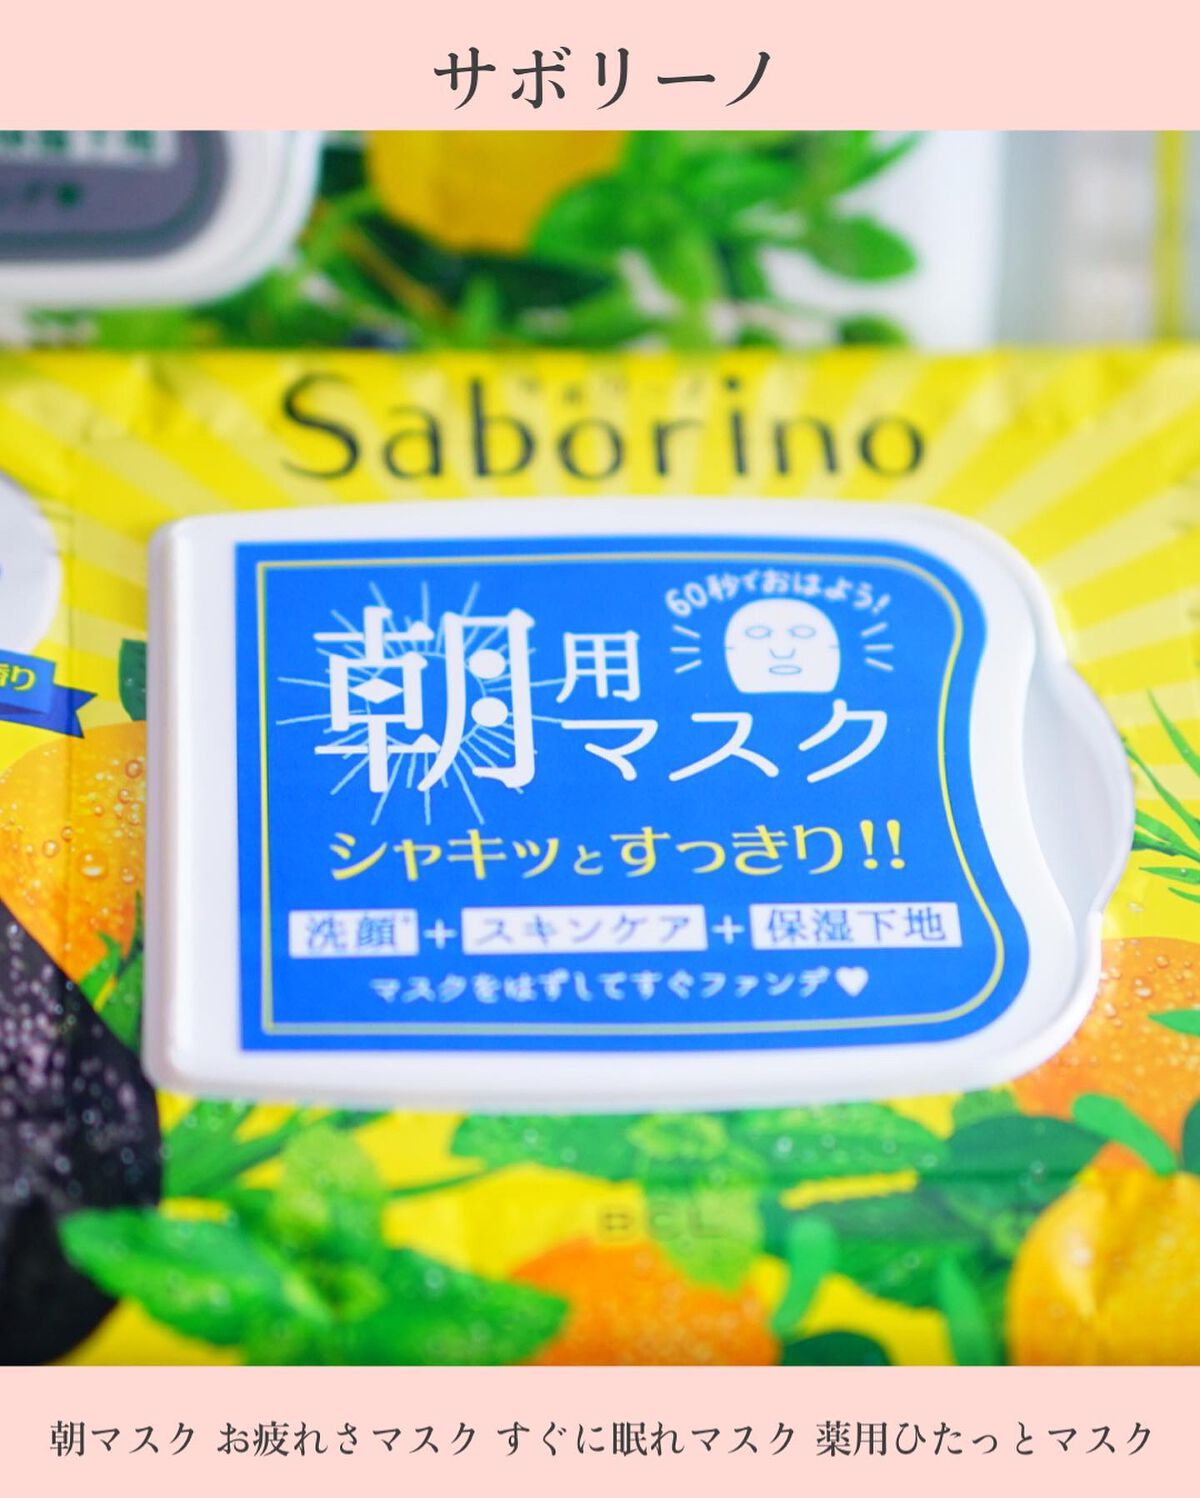 サボリーノ
Saborino
60秒でおはよう!
朝用マスク
シャキッとすっきり!!
洗顔*+スキンケア+保湿下地
マスクをはずしてすぐファンデ♥
香り
BCL
朝マスク お疲れさマスク すぐに眠れマスク 薬用ひたっとマスク